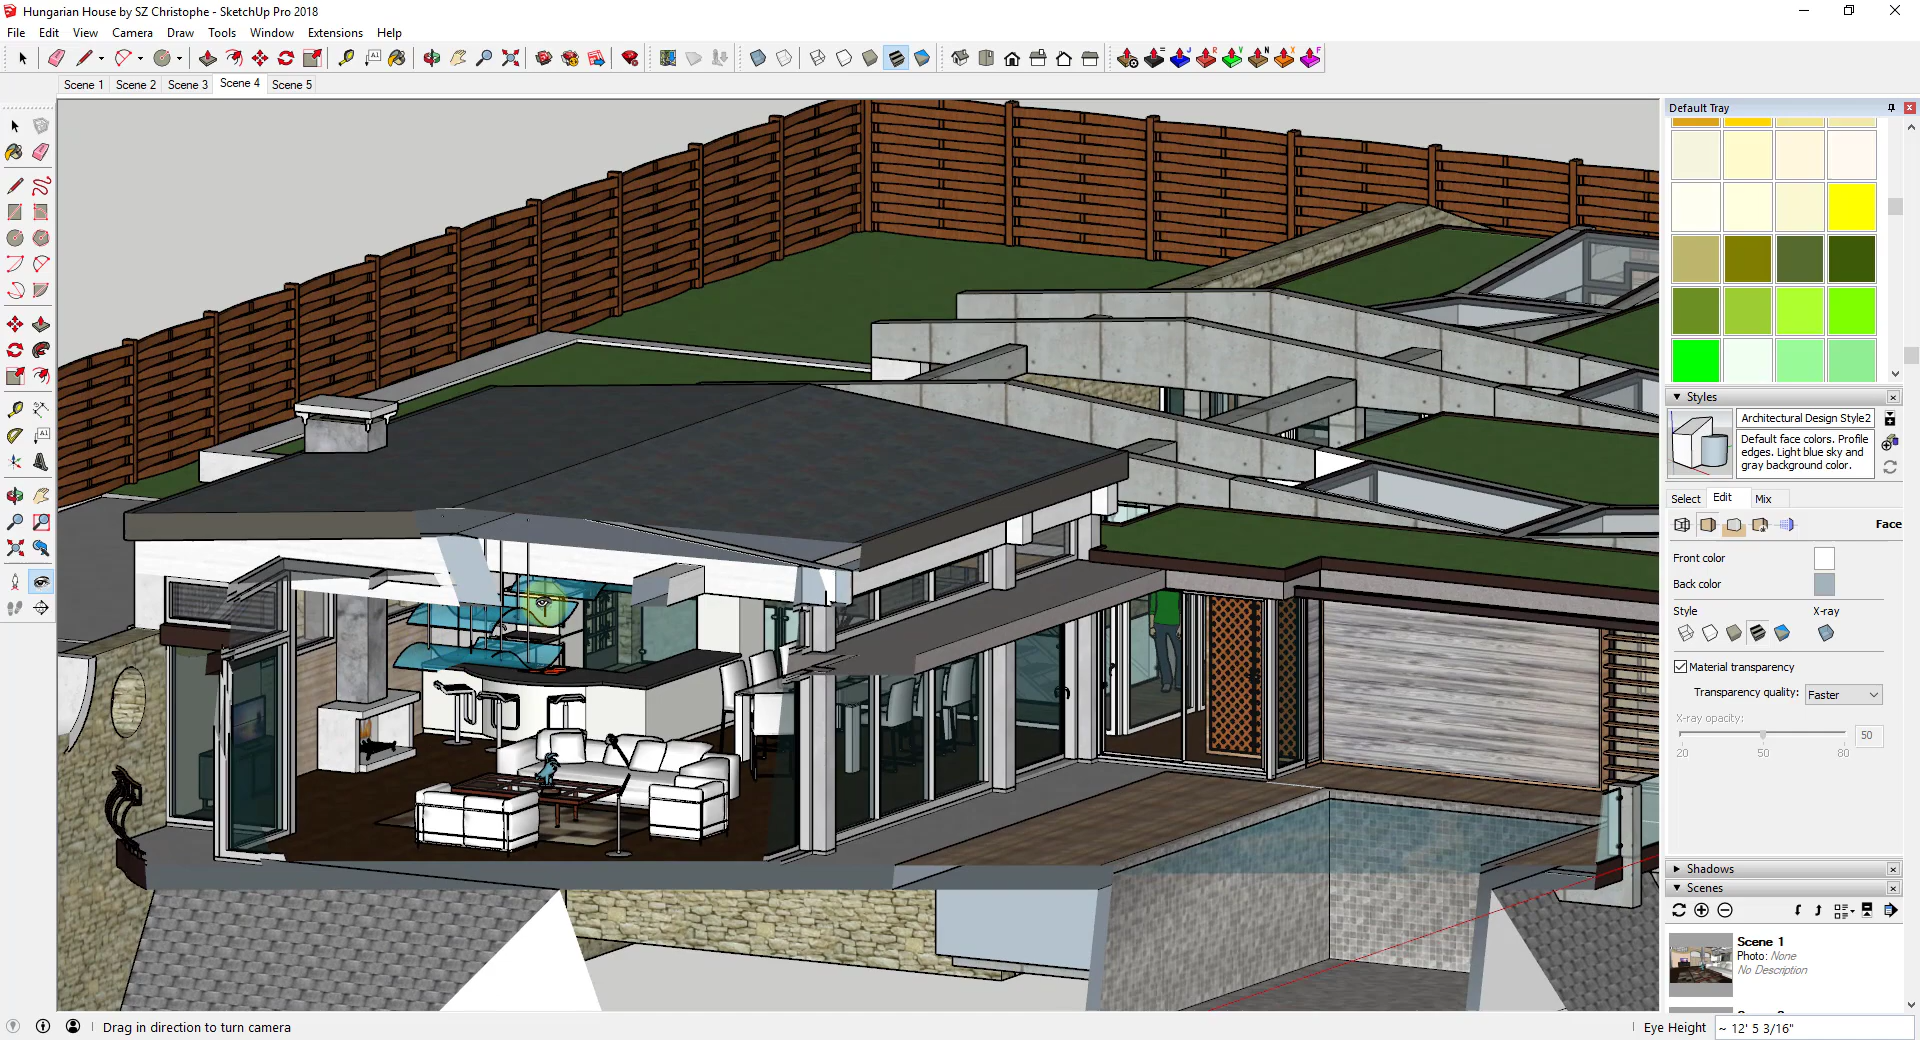 Hungarian House by SZ Christophe - SketchUp Pro 2018
File Edit View Camera Draw Tools Window Extensions Help
A1
= J R V N X F
Scene 1 Scene 2 Scene 3 Scene 4 Scene 5
Default Tray
A1
Styles
Architectural Design Style2
Default face colors. Profile
edges. Light blue sky and
gray background color.
Select Edit Mix
Face
Front color
Back color
Style X-ray
Material transparency
Transparency quality: Faster
X-ray opacity:
50
20 50 80
Shadows
Scenes
Scene 1
Photo: None
No Description
Drag in direction to turn camera
Eye Height ~ 12' 5 3/16"